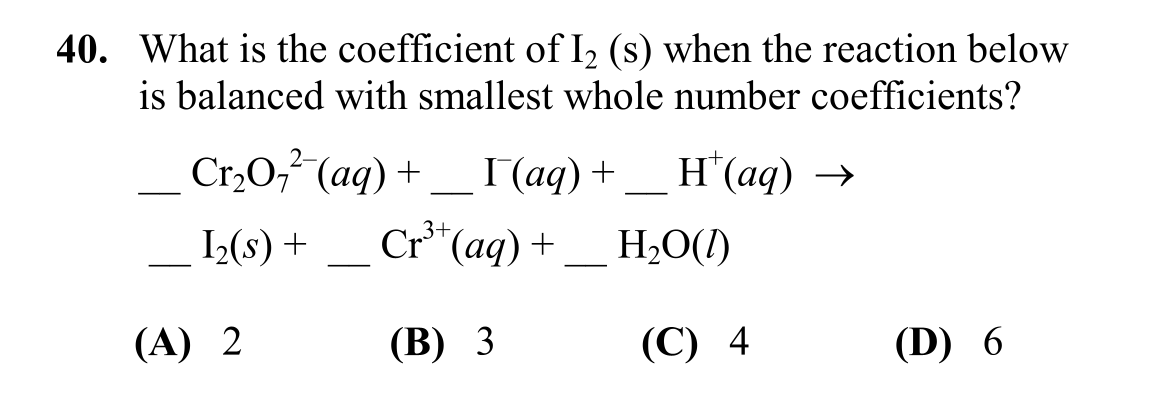 40. What is the coefficient of I₂ (s) when the reaction below
is balanced with smallest whole number coefficients?
__ Cr₂O₇²⁻(aq) + __ I⁻(aq) + __ H⁺(aq) →
__ I₂(s) + __ Cr³⁺(aq) + __ H₂O(l)
(A) 2 (B) 3 (C) 4 (D) 6